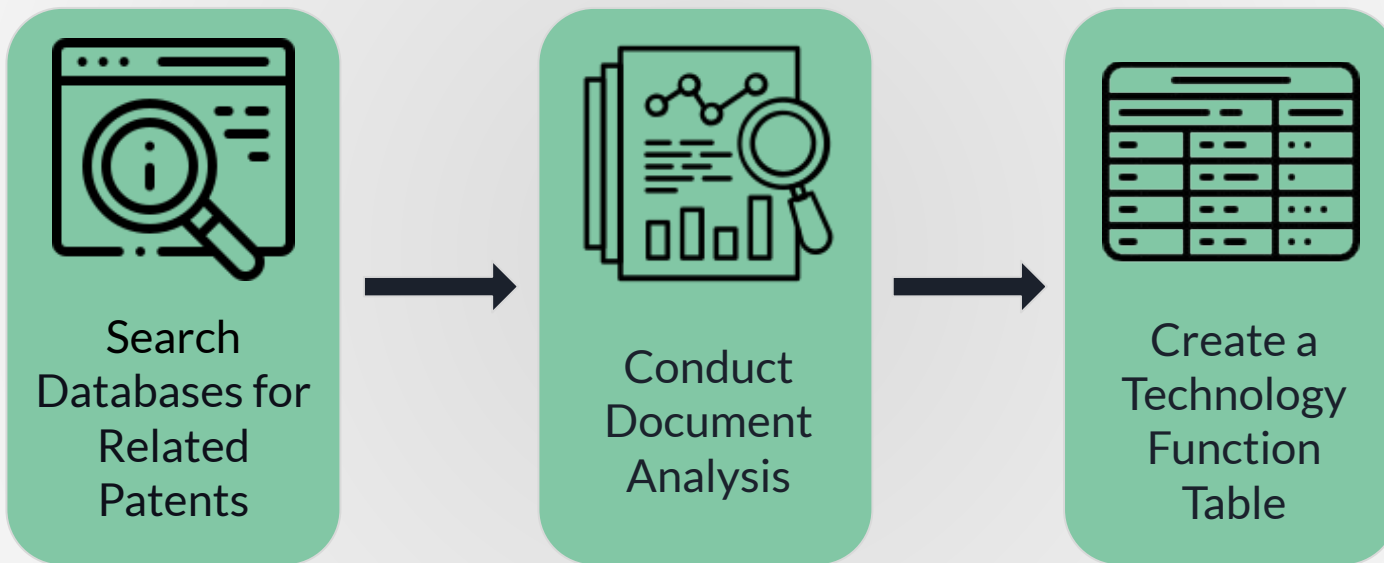 Search
Databases for
Related
Patents
Conduct
Document
Analysis
Create a
Technology
Function
Table